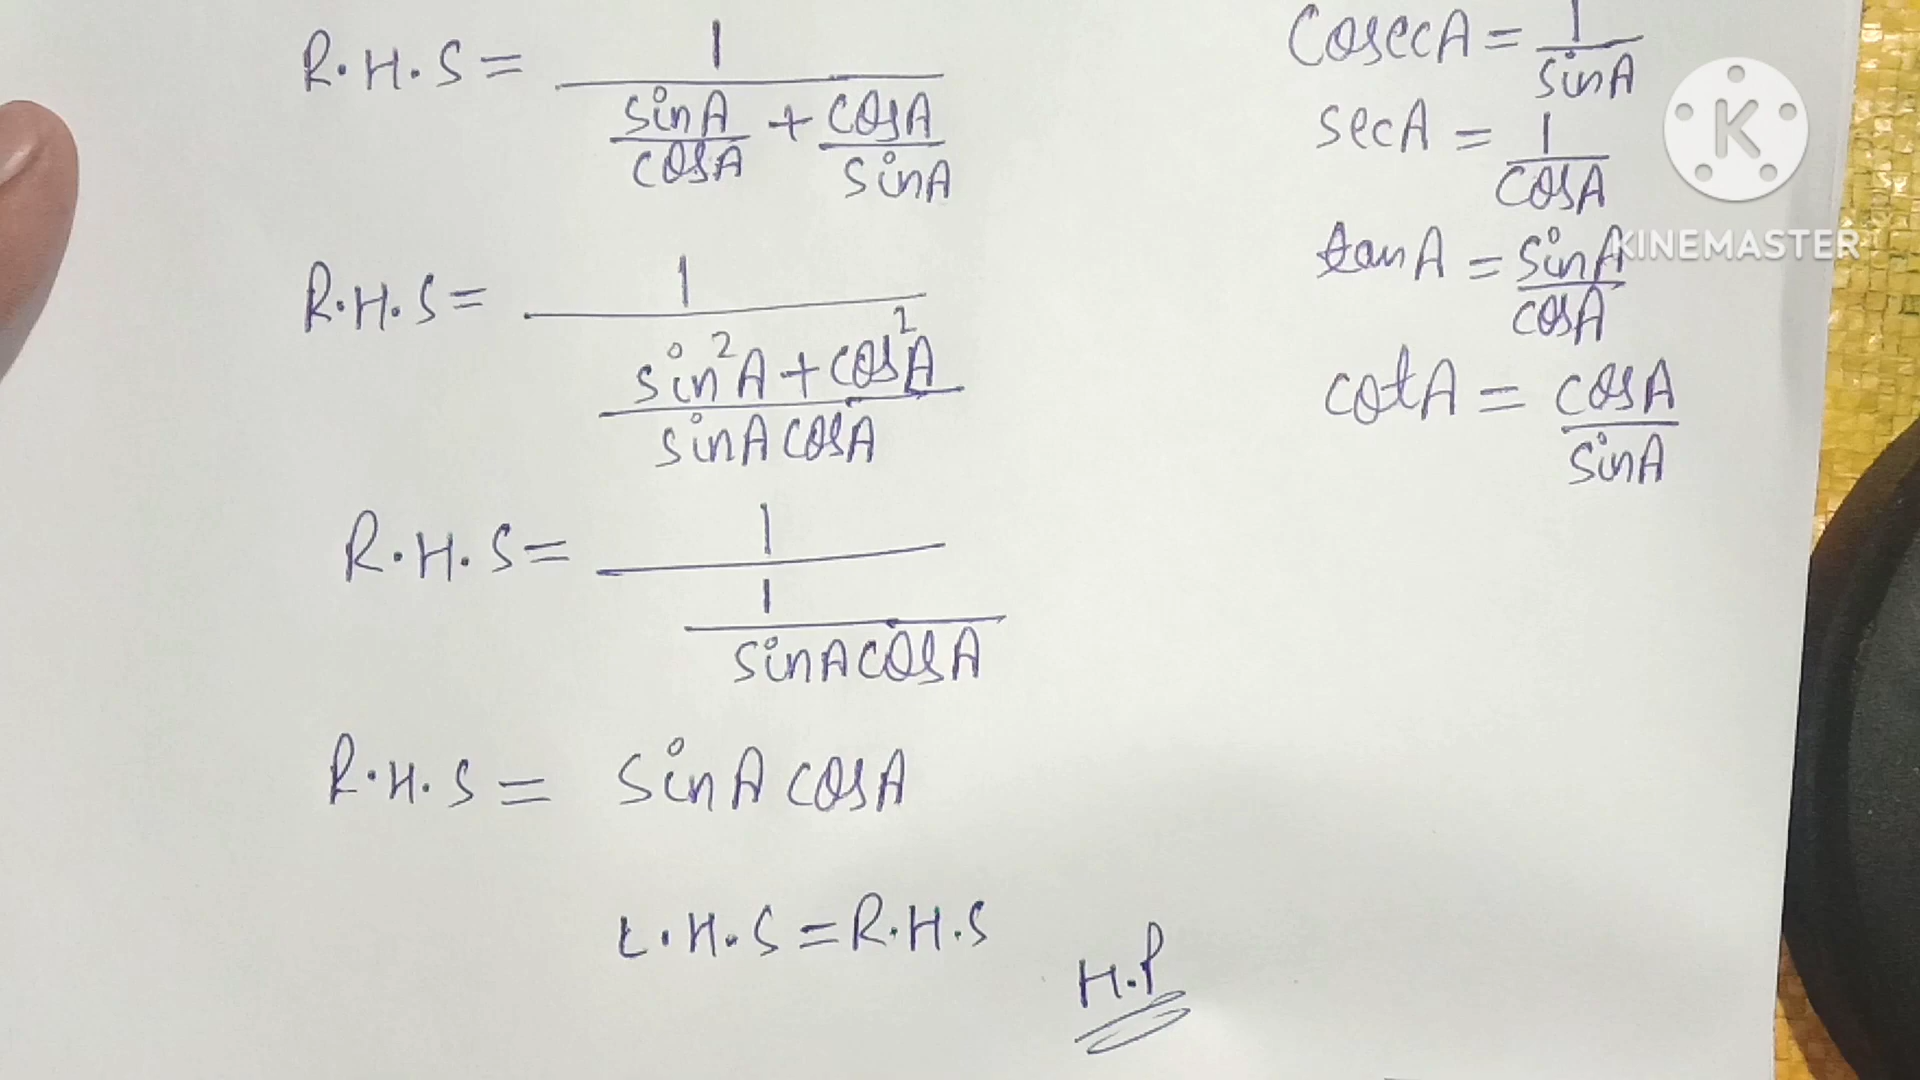 R.H.S = 1 / (sinA/cosA + cosA/sinA)
R.H.S = 1 / ((sin²A + cos²A)/(sinA cosA))
R.H.S = 1 / (1/(sinA cosA))
R.H.S = sinA cosA
L.H.S = R.H.S
H.P
CosecA = 1/sinA
secA = 1/cosA
tanA = sinA/cosA
cotA = cosA/sinA
K
KINEMASTER